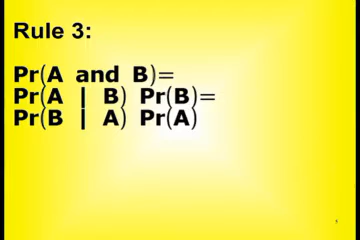 Rule 3:
Pr(A and B)=
Pr(A | B) Pr(B)=
Pr(B | A) Pr(A)